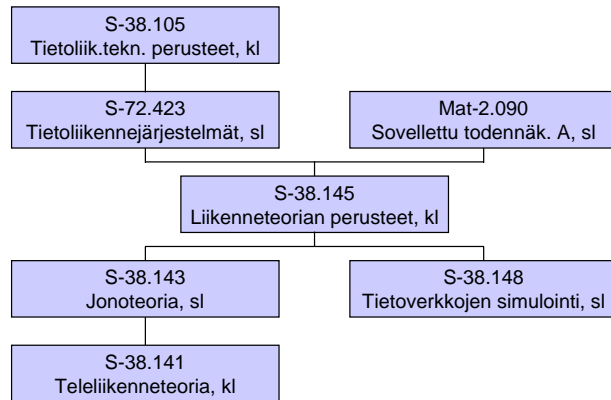 S-38.105
Tietoliik.tekn. perusteet, kl
S-72.423
Tietoliikennejärjestelmät, sl
Mat-2.090
Sovellettu todennäk. A, sl
S-38.145
Liikenneteorian perusteet, kl
S-38.143
Jonoteoria, sl
S-38.148
Tietoverkkojen simulointi, sl
S-38.141
Teleliikenneteoria, kl